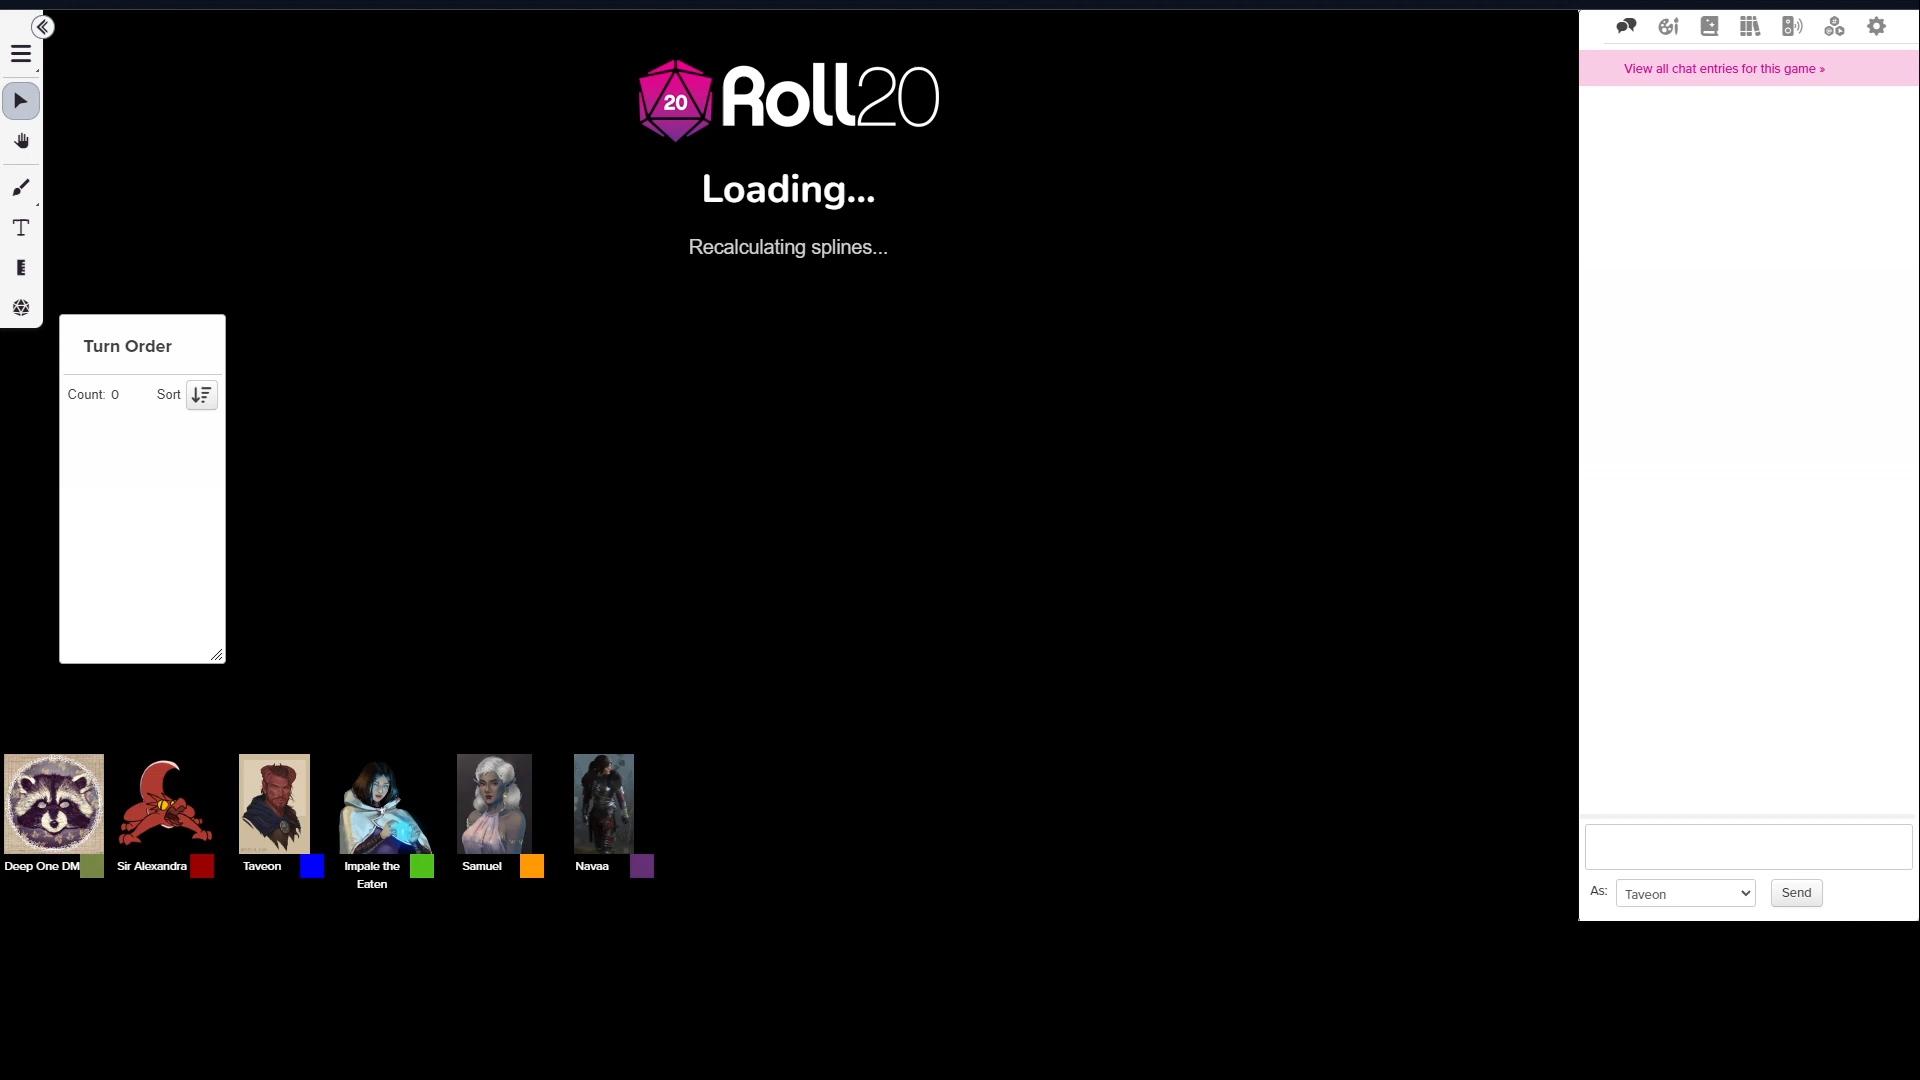 20 Roll20
Loading...
Recalculating splines...
View all chat entries for this game »
Turn Order
Count: 0 Sort
Deep One DM Sir Alexandra Taveon Impale the Eaten Samuel Navaa
As: Taveon Send